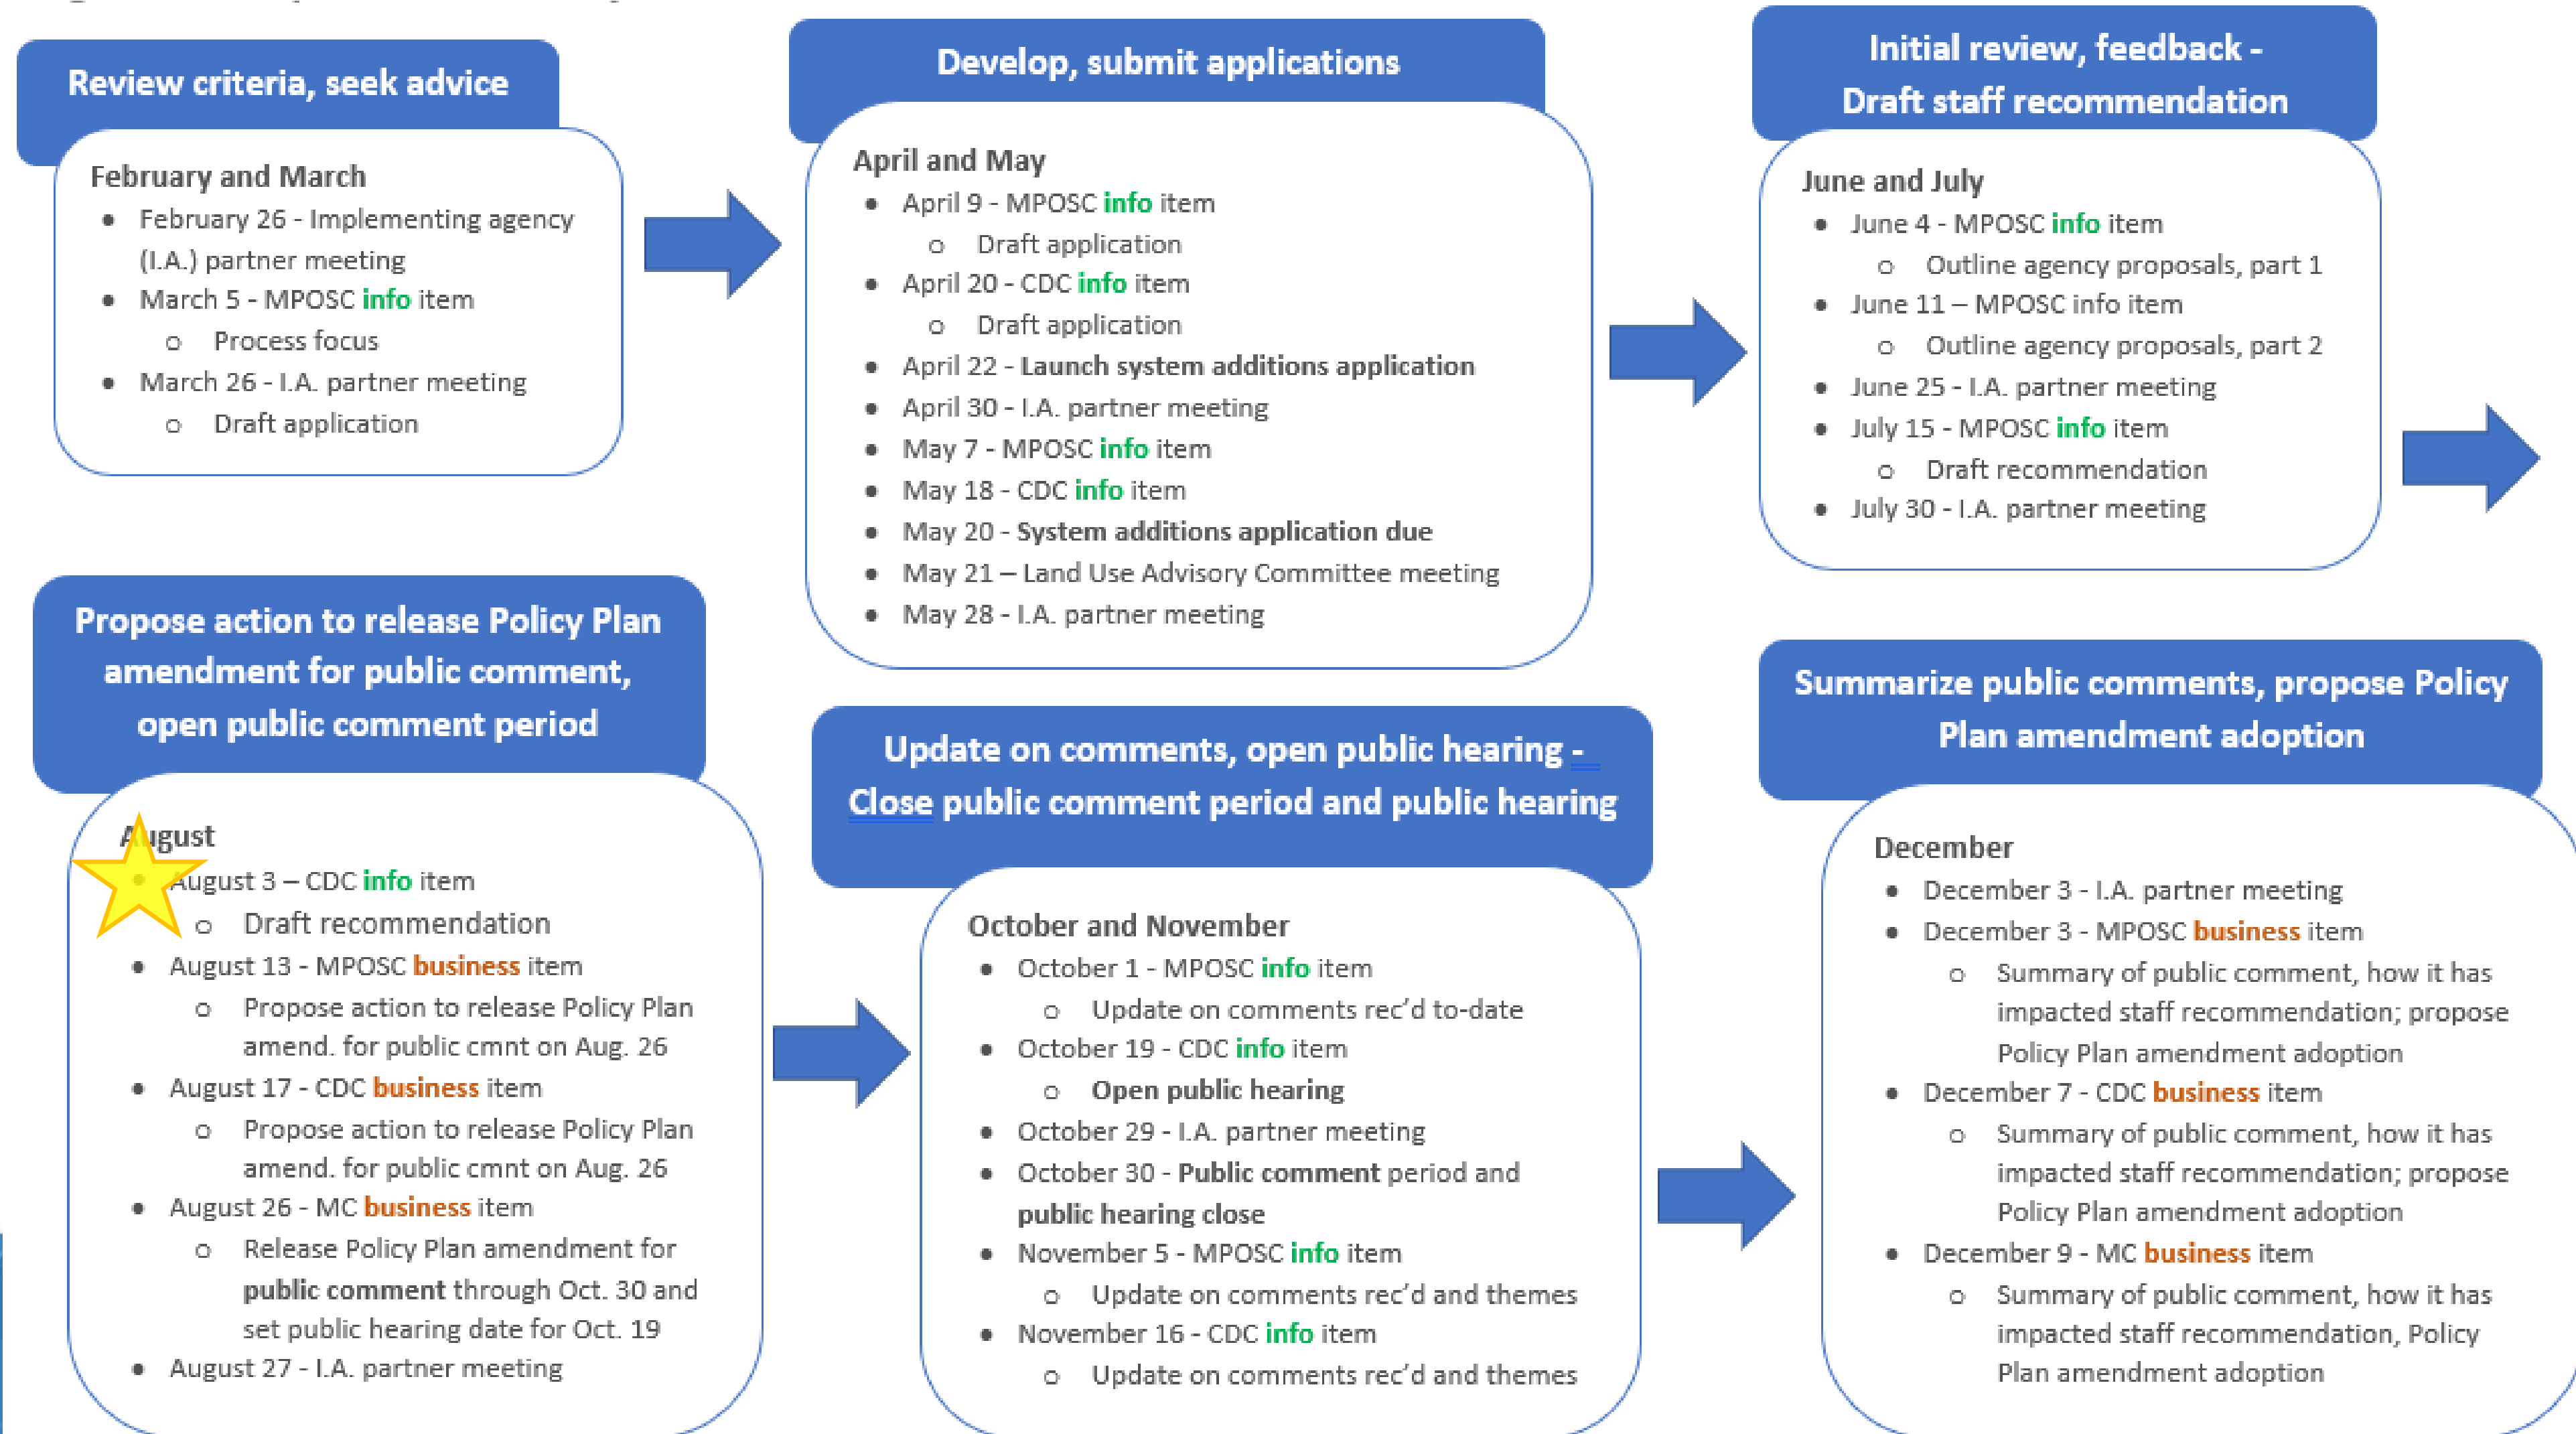 Review criteria, seek advice
February and March
● February 26 - Implementing agency
(I.A.) partner meeting
● March 5 - MPOSC info item
o Process focus
● March 26 - I.A. partner meeting
o Draft application
Develop, submit applications
April and May
● April 9 - MPOSC info item
o Draft application
● April 20 - CDC info item
o Draft application
● April 22 - Launch system additions application
● April 30 - I.A. partner meeting
● May 7 - MPOSC info item
● May 18 - CDC info item
● May 20 - System additions application due
● May 21 – Land Use Advisory Committee meeting
● May 28 - I.A. partner meeting
Initial review, feedback -
Draft staff recommendation
June and July
● June 4 - MPOSC info item
o Outline agency proposals, part 1
● June 11 – MPOSC info item
o Outline agency proposals, part 2
● June 25 - I.A. partner meeting
● July 15 - MPOSC info item
o Draft recommendation
● July 30 - I.A. partner meeting
Propose action to release Policy Plan
amendment for public comment,
open public comment period
August
● August 3 – CDC info item
o Draft recommendation
● August 13 - MPOSC business item
o Propose action to release Policy Plan
amend. for public cmnt on Aug. 26
● August 17 - CDC business item
o Propose action to release Policy Plan
amend. for public cmnt on Aug. 26
● August 26 - MC business item
o Release Policy Plan amendment for
public comment through Oct. 30 and
set public hearing date for Oct. 19
● August 27 - I.A. partner meeting
Update on comments, open public hearing -
Close public comment period and public hearing
October and November
● October 1 - MPOSC info item
o Update on comments rec’d to-date
● October 19 - CDC info item
o Open public hearing
● October 29 - I.A. partner meeting
● October 30 - Public comment period and
public hearing close
● November 5 - MPOSC info item
o Update on comments rec’d and themes
● November 16 - CDC info item
o Update on comments rec’d and themes
Summarize public comments, propose Policy
Plan amendment adoption
December
● December 3 - I.A. partner meeting
● December 3 - MPOSC business item
o Summary of public comment, how it has
impacted staff recommendation; propose
Policy Plan amendment adoption
● December 7 - CDC business item
o Summary of public comment, how it has
impacted staff recommendation; propose
Policy Plan amendment adoption
● December 9 - MC business item
o Summary of public comment, how it has
impacted staff recommendation, Policy
Plan amendment adoption